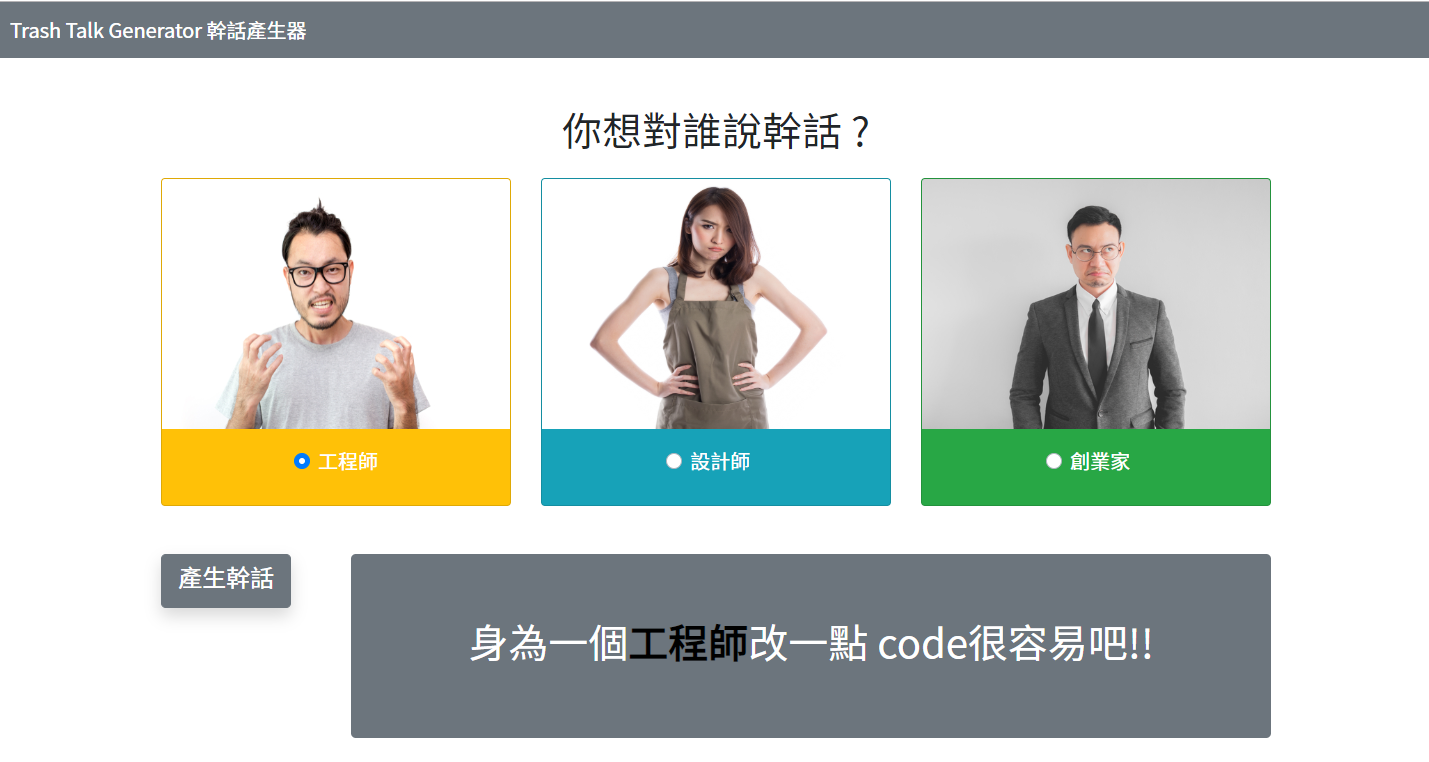 Trash Talk Generator 幹話產生器
你想對誰說幹話？
工程師
設計師
創業家
產生幹話
身為一個工程師改一點 code很容易吧!!